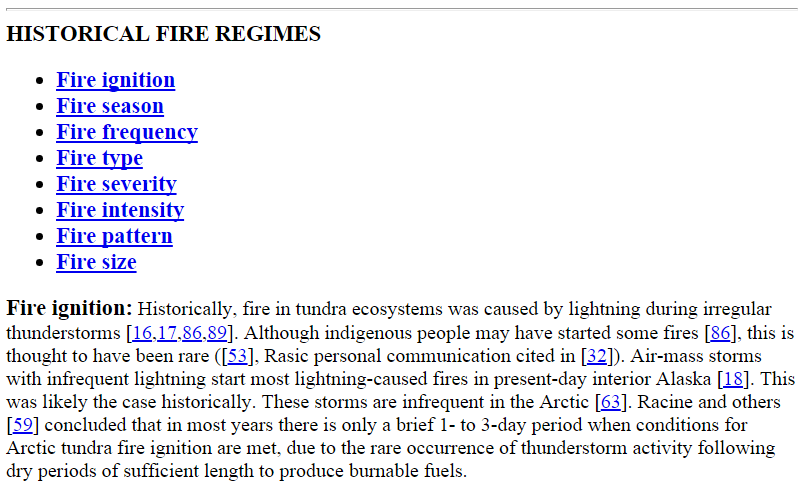 HISTORICAL FIRE REGIMES
Fire ignition
Fire season
Fire frequency
Fire type
Fire severity
Fire intensity
Fire pattern
Fire size
Fire ignition: Historically, fire in tundra ecosystems was caused by lightning during irregular
thunderstorms [16,17,86,89]. Although indigenous people may have started some fires [86], this is
thought to have been rare ([53], Rasic personal communication cited in [32]). Air-mass storms
with infrequent lightning start most lightning-caused fires in present-day interior Alaska [18]. This
was likely the case historically. These storms are infrequent in the Arctic [63]. Racine and others
[59] concluded that in most years there is only a brief 1- to 3-day period when conditions for
Arctic tundra fire ignition are met, due to the rare occurrence of thunderstorm activity following
dry periods of sufficient length to produce burnable fuels.